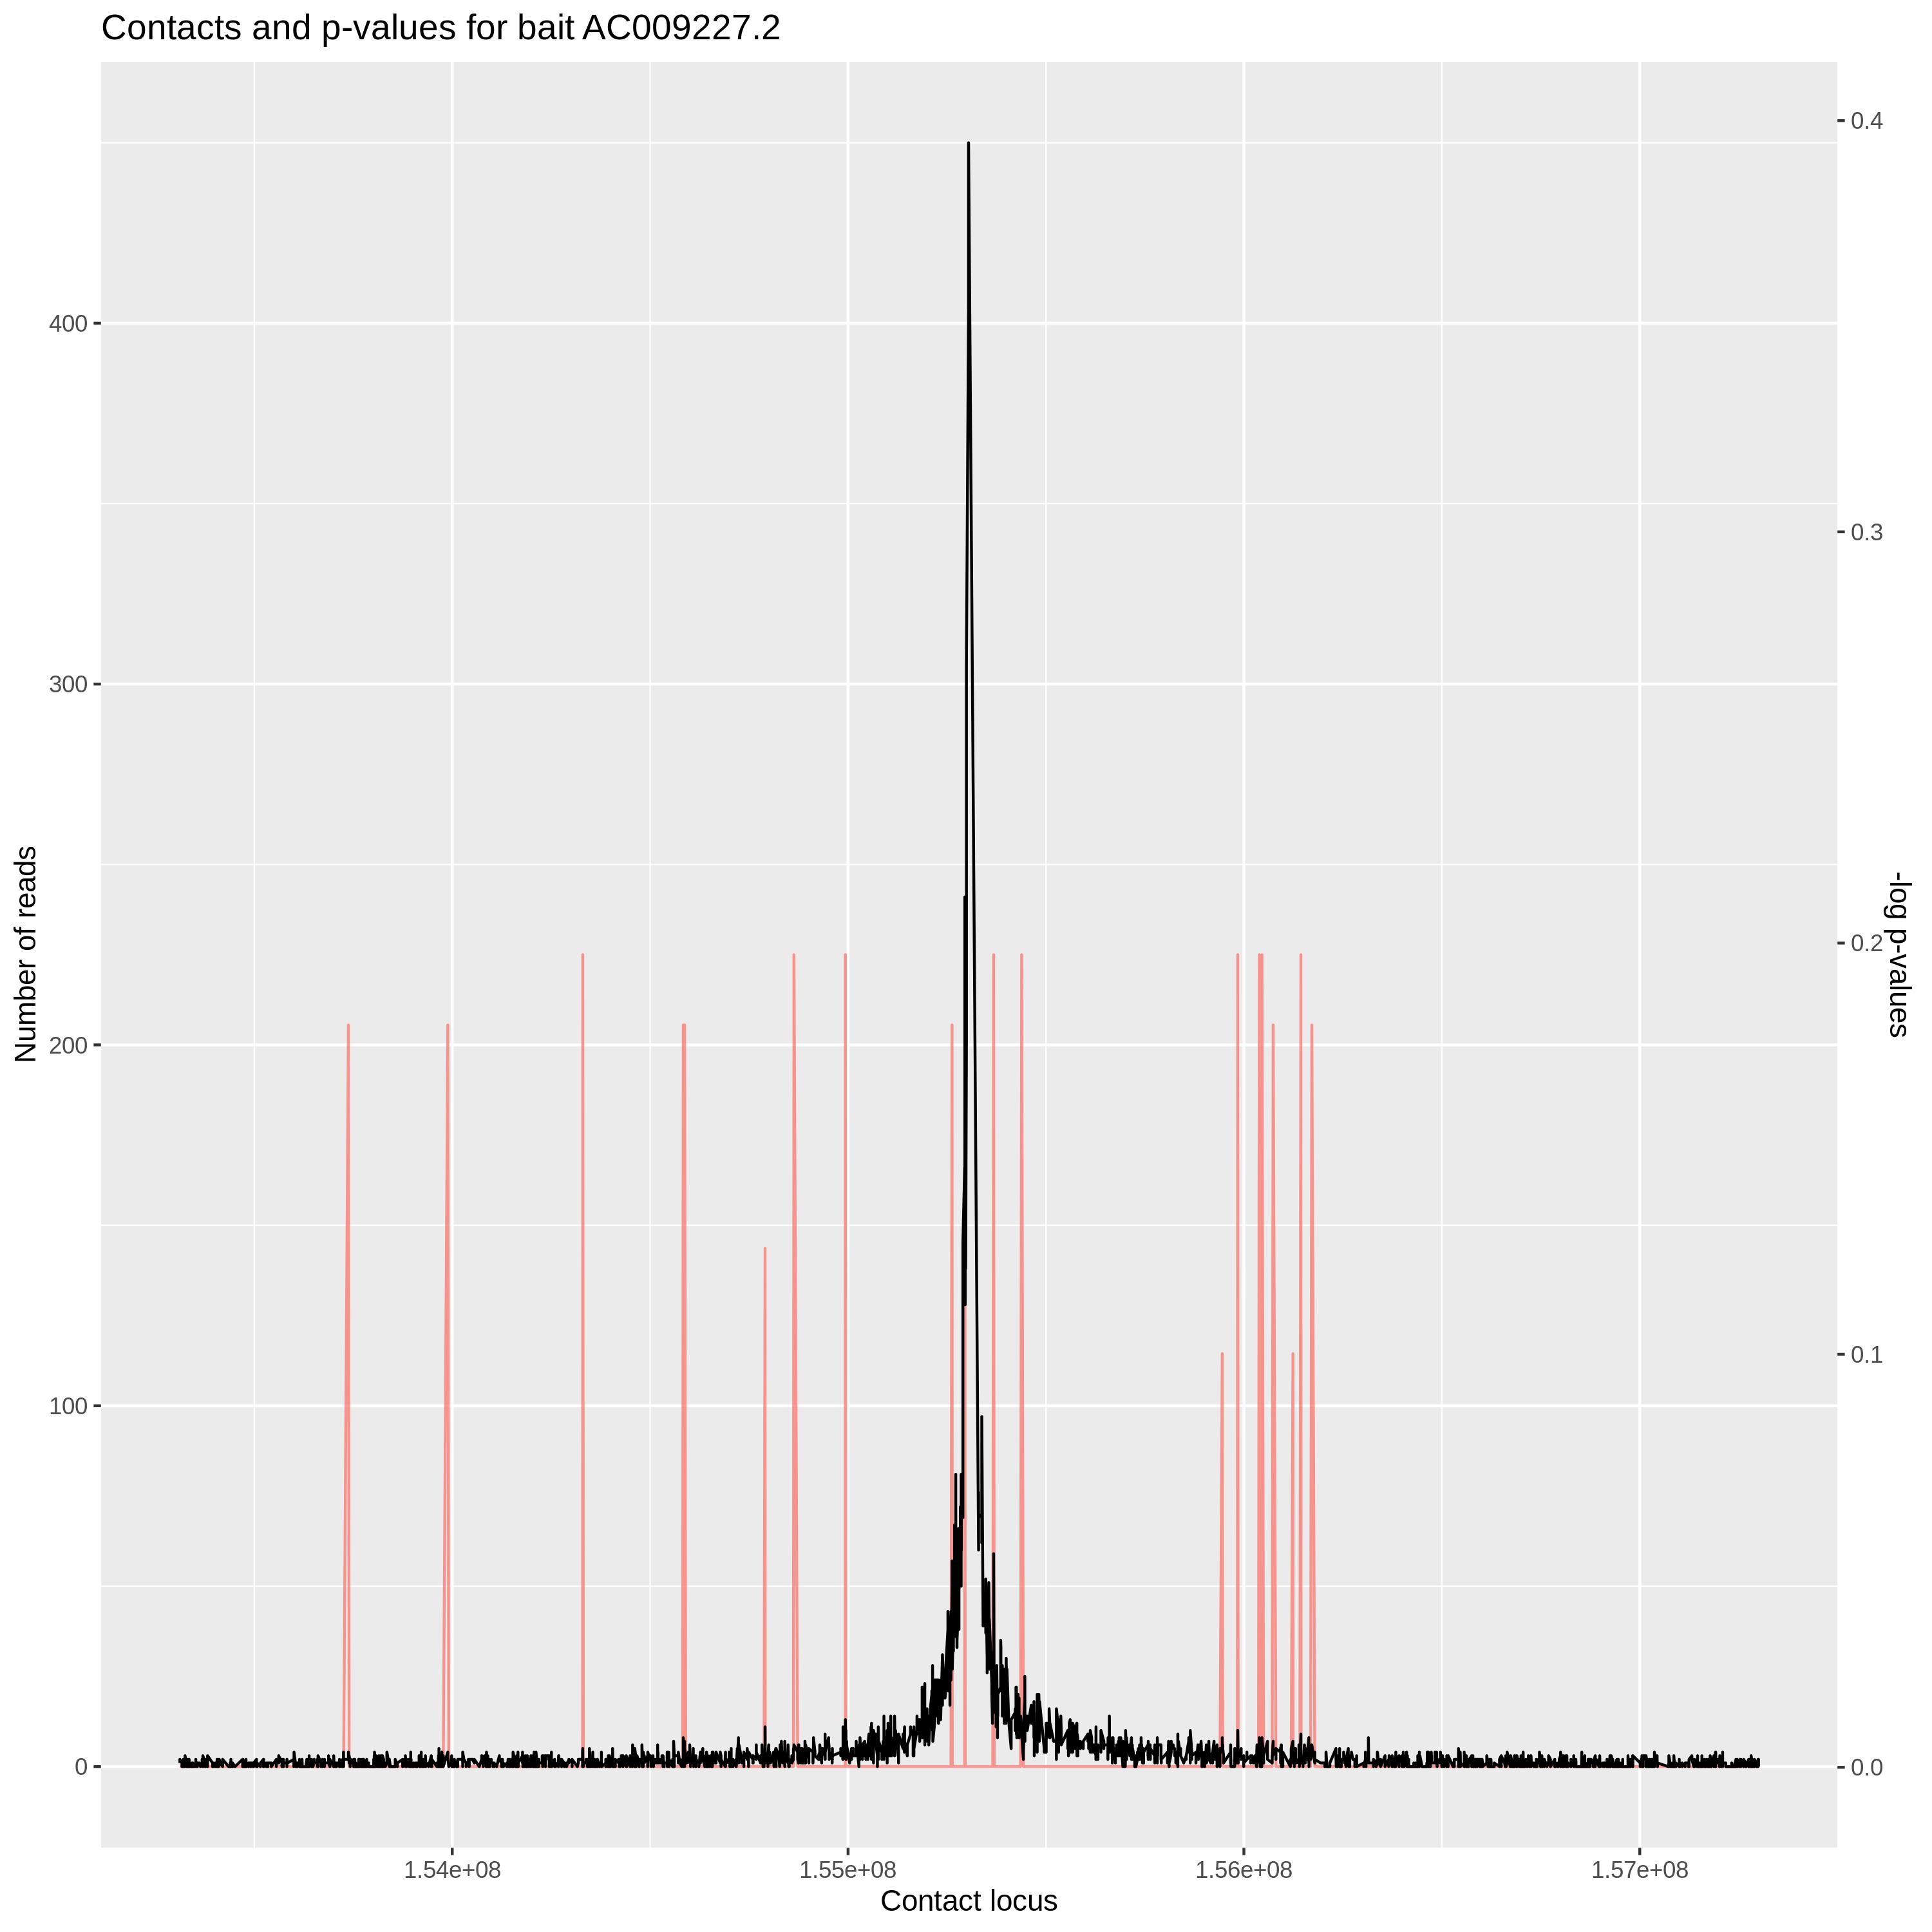 Contacts and p-values for bait AC009227.2
Number of reads
400
300
200
100
0
0.4
0.3
0.2
0.1
0.0
-log p-values
1.54e+08
1.55e+08
1.56e+08
1.57e+08
Contact locus